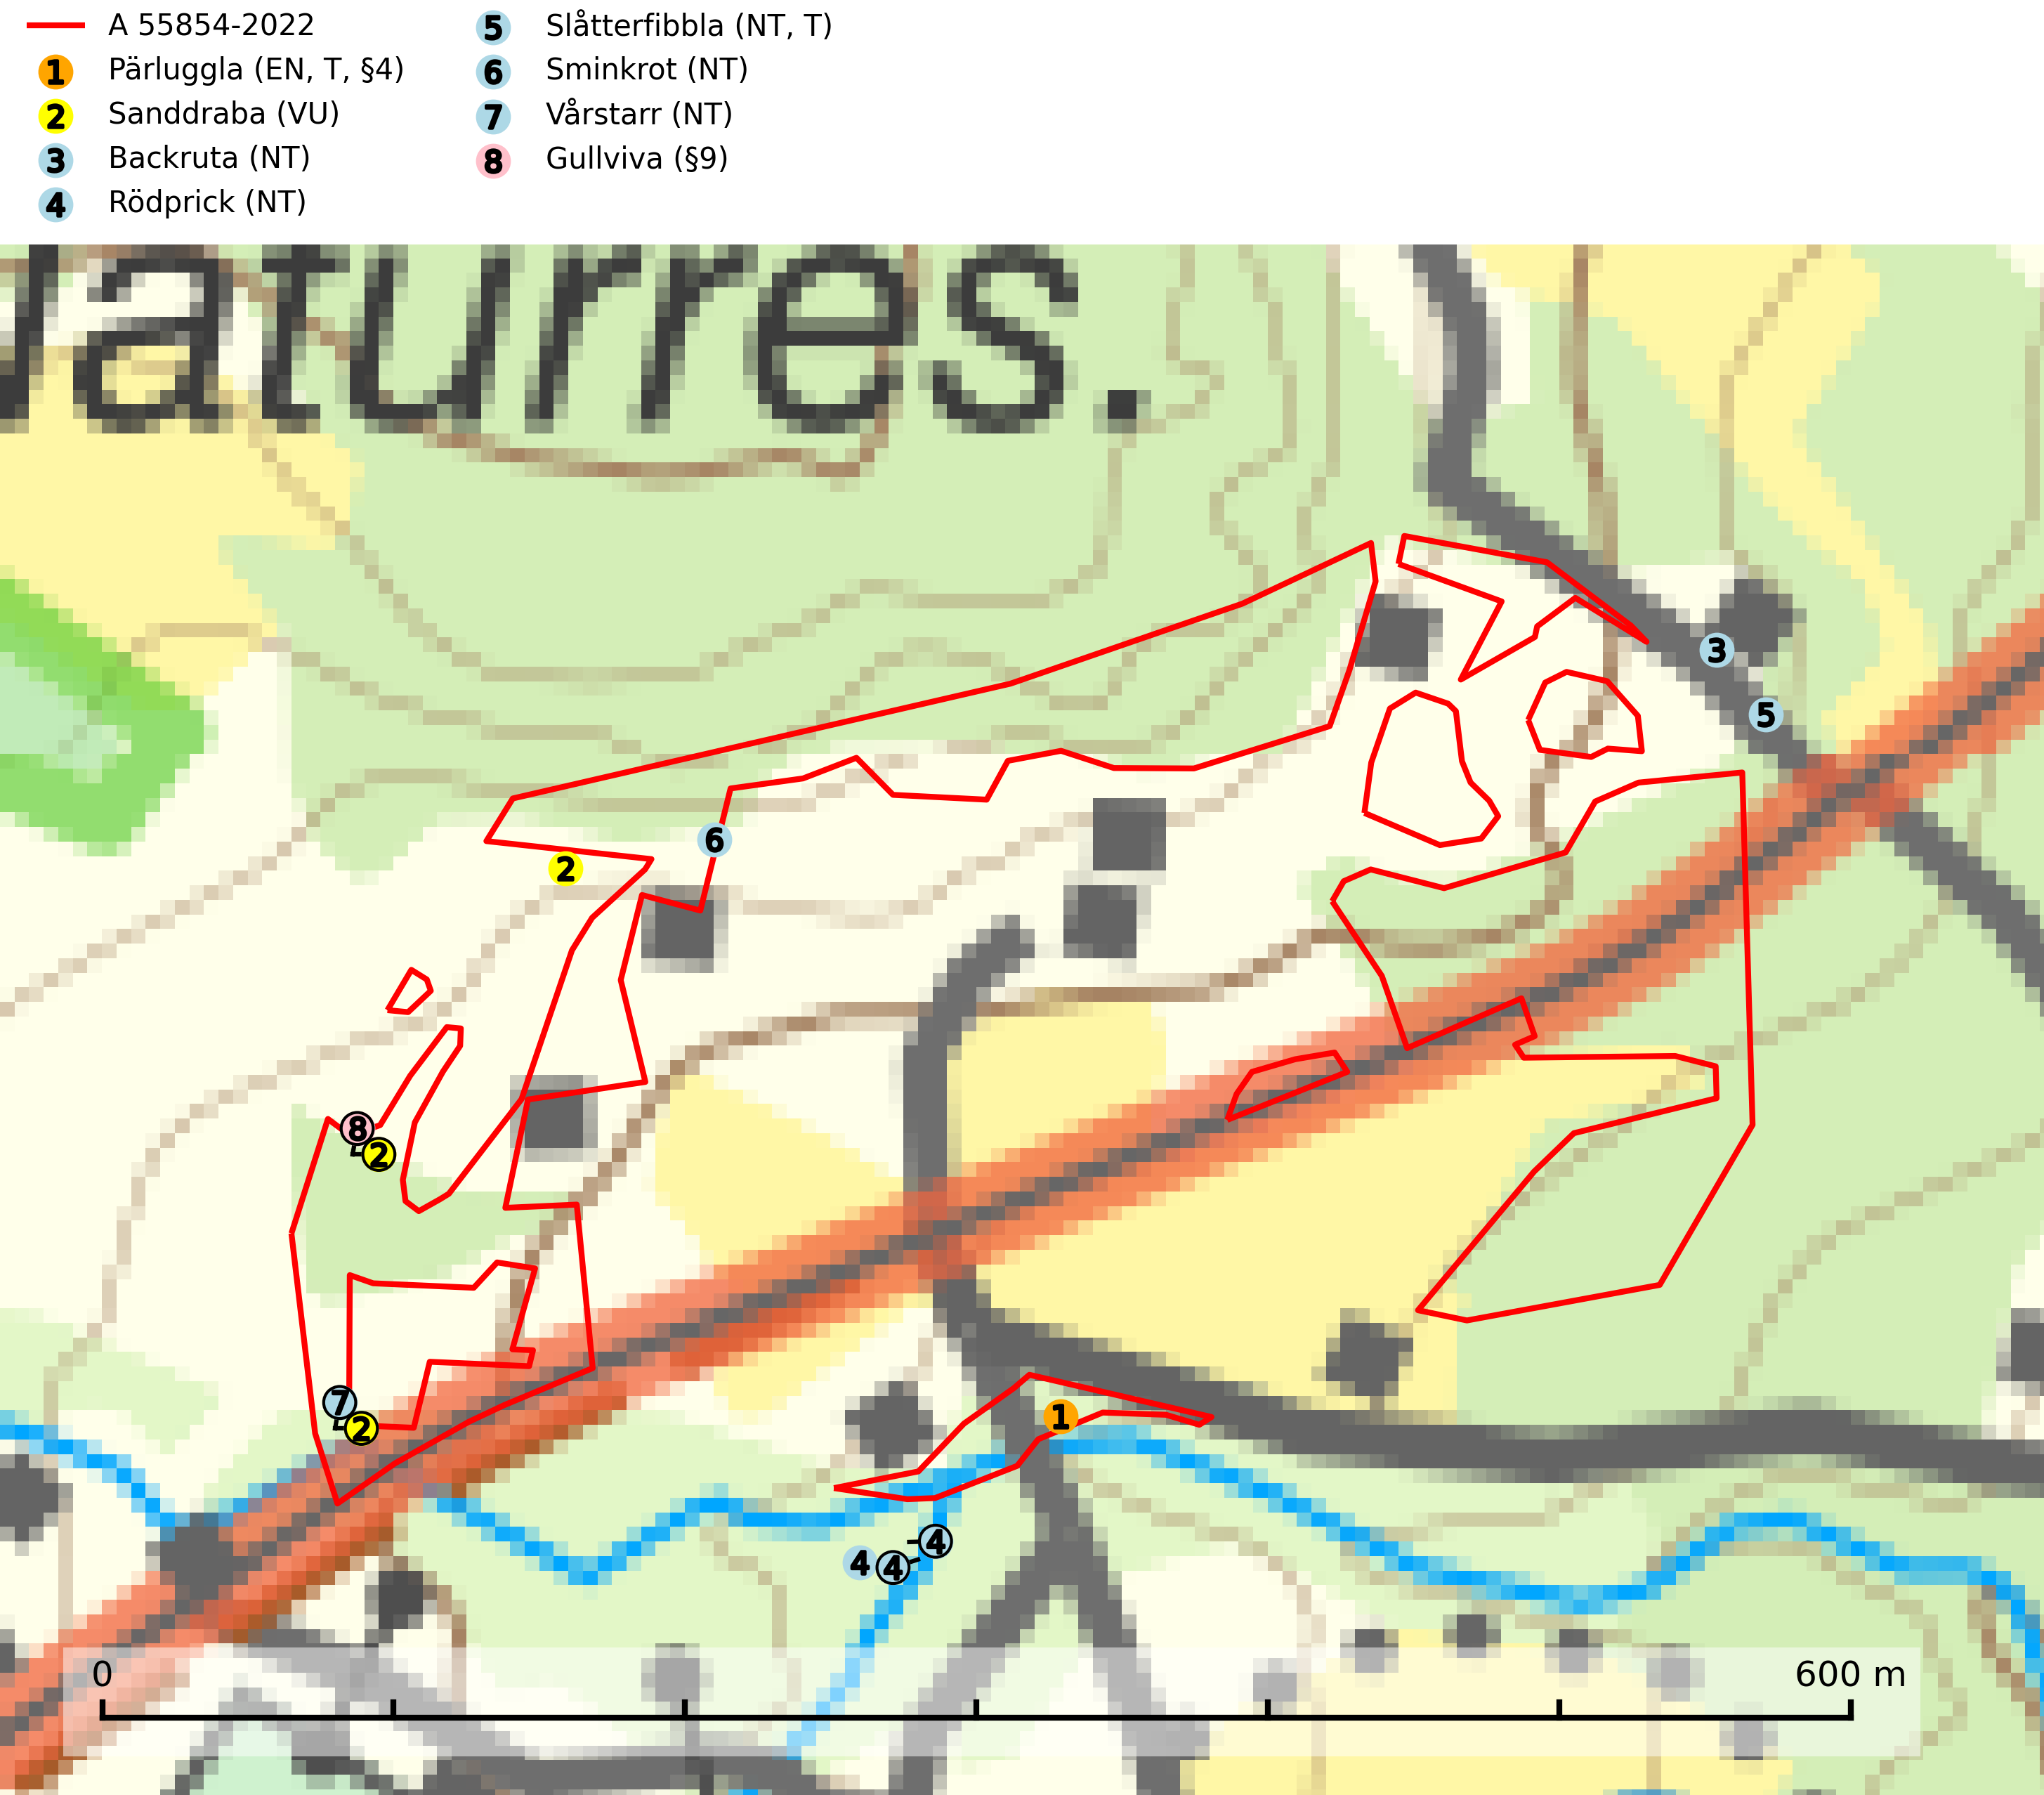 A 55854-2022
1 Pärluggla (EN, T, §4)
2 Sanddraba (VU)
3 Backruta (NT)
4 Rödprick (NT)
5 Slåtterfibbla (NT, T)
6 Sminkrot (NT)
7 Vårstarr (NT)
8 Gullviva (§9)
aturres.
3
5
6
2
8
2
7
2
1
4
4 4
0 600 m